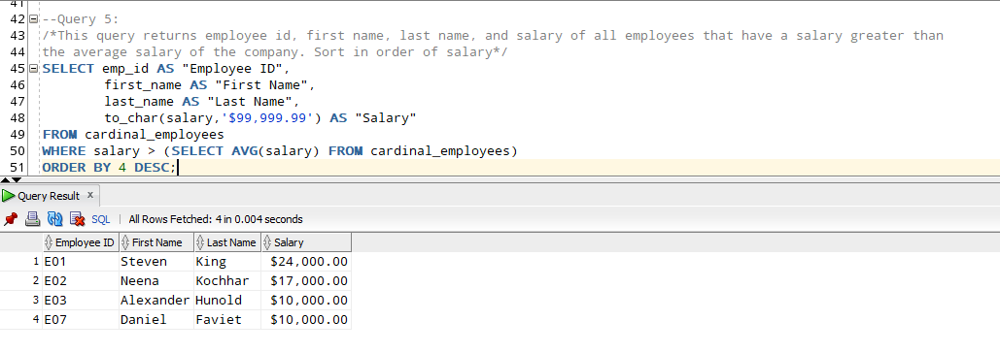 41
42 --Query 5:
43 /*This query returns employee id, first name, last name, and salary of all employees that have a salary greater than
44 the average salary of the company. Sort in order of salary*/
45 SELECT emp_id AS "Employee ID",
46 first_name AS "First Name",
47 last_name AS "Last Name",
48 to_char(salary,'$99,999.99') AS "Salary"
49 FROM cardinal_employees
50 WHERE salary > (SELECT AVG(salary) FROM cardinal_employees)
51 ORDER BY 4 DESC;
Query Result x
SQL | All Rows Fetched: 4 in 0.004 seconds
Employee ID First Name Last Name Salary
1 E01 Steven King $24,000.00
2 E02 Neena Kochhar $17,000.00
3 E03 Alexander Hunold $10,000.00
4 E07 Daniel Faviet $10,000.00